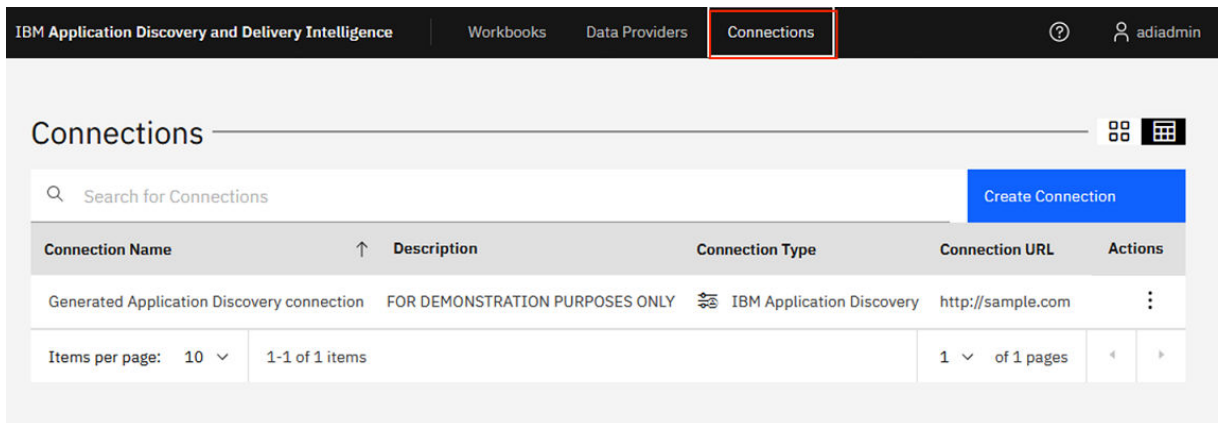 IBM Application Discovery and Delivery Intelligence Workbooks Data Providers Connections adiadmin
Connections
Search for Connections Create Connection
Connection Name Description Connection Type Connection URL Actions
Generated Application Discovery connection FOR DEMONSTRATION PURPOSES ONLY IBM Application Discovery http://sample.com
Items per page: 10 1-1 of 1 items 1 of 1 pages